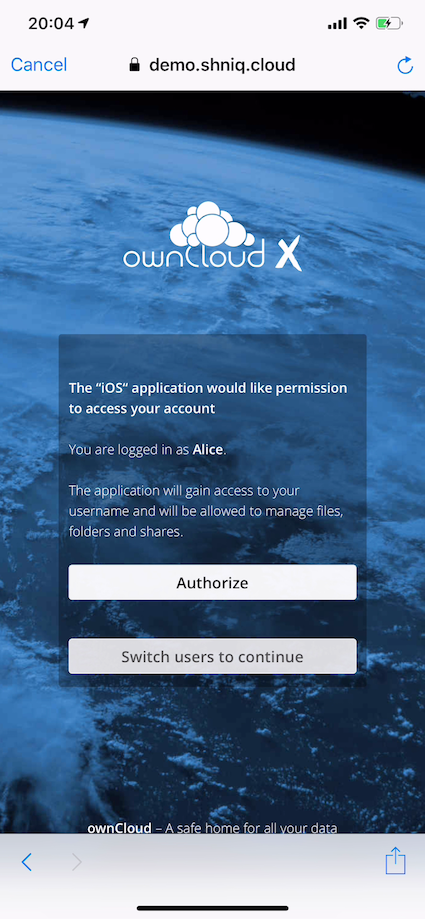 20:04
Cancel
demo.shniq.cloud
ownCloud X
The “iOS“ application would like permission
to access your account
You are logged in as Alice.
The application will gain access to your
username and will be allowed to manage files,
folders and shares.
Authorize
Switch users to continue
ownCloud – A safe home for all your data